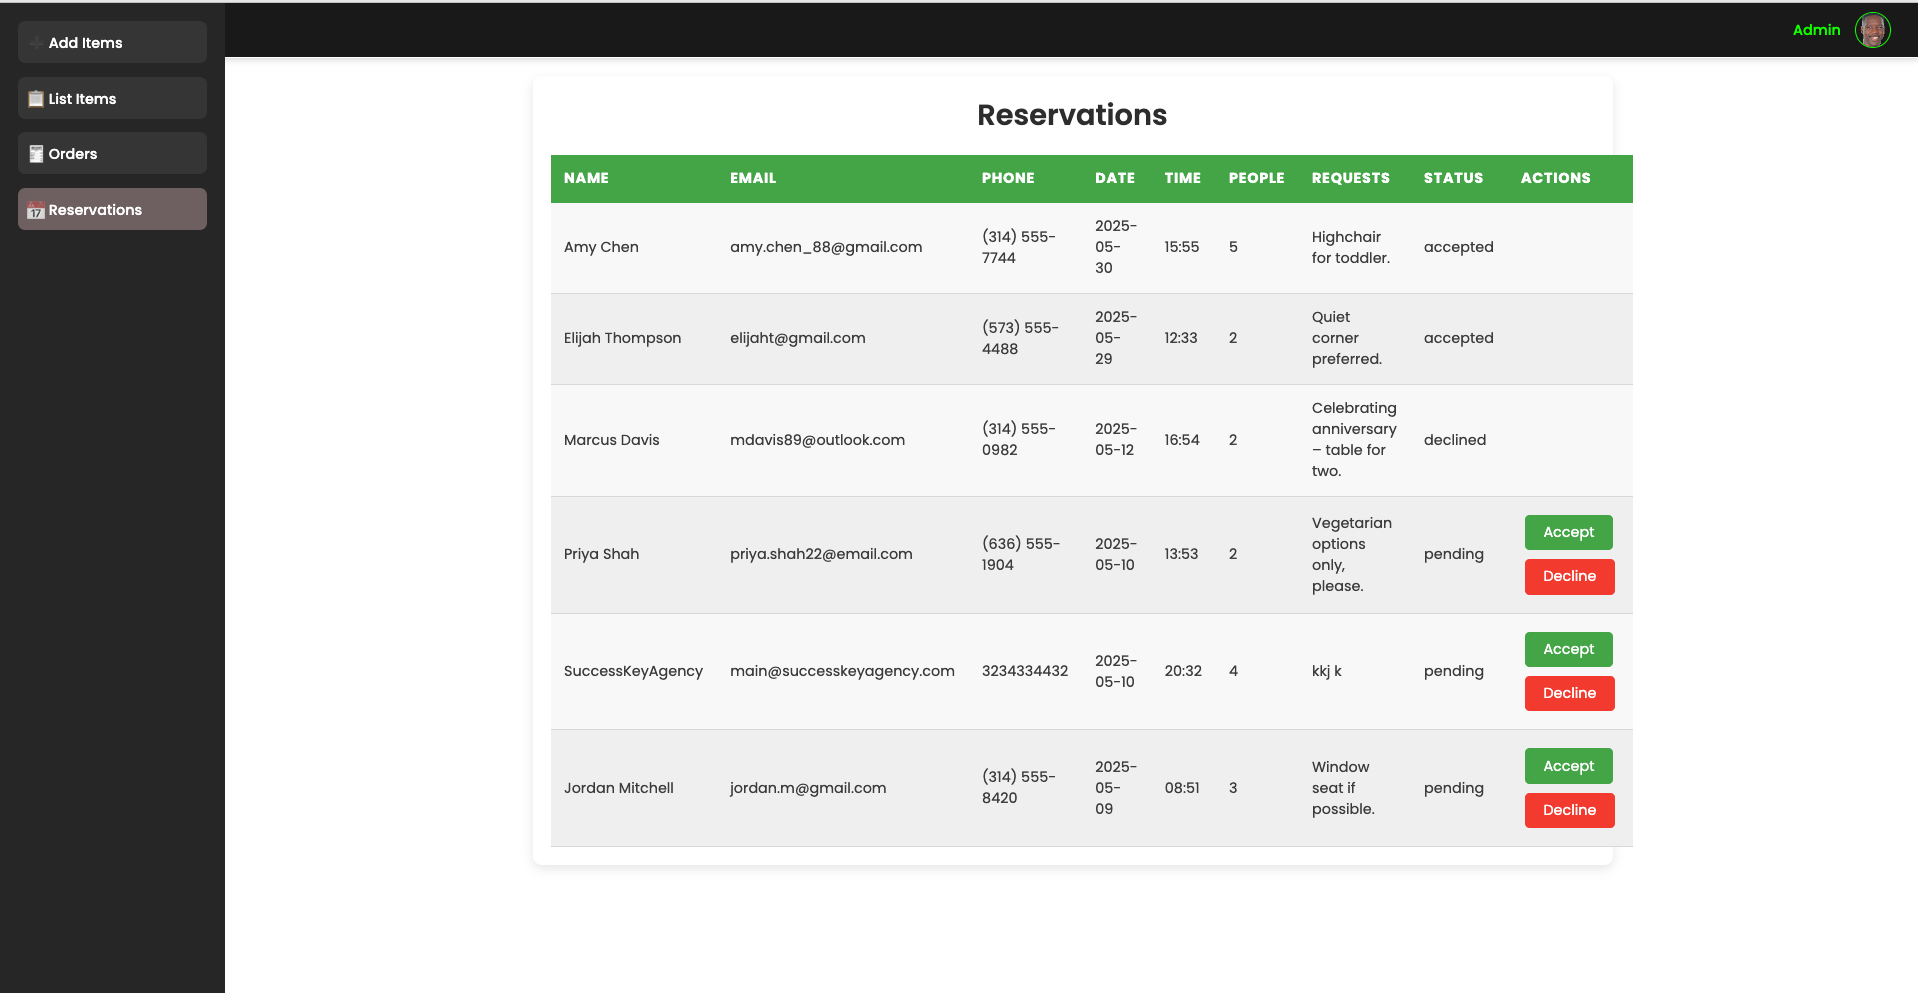 Add Items
List Items
Orders
17 Reservations
Admin
Reservations
NAME EMAIL PHONE DATE TIME PEOPLE REQUESTS STATUS ACTIONS
Amy Chen amy.chen_88@gmail.com (314) 555-7744 2025-05-30 15:55 5 Highchair for toddler. accepted
Elijah Thompson elijaht@gmail.com (573) 555-4488 2025-05-29 12:33 2 Quiet corner preferred. accepted
Marcus Davis mdavis89@outlook.com (314) 555-0982 2025-05-12 16:54 2 Celebrating anniversary – table for two. declined
Priya Shah priya.shah22@email.com (636) 555-1904 2025-05-10 13:53 2 Vegetarian options only, please. pending Accept Decline
SuccessKeyAgency main@successkeyagency.com 3234334432 2025-05-10 20:32 4 kkj k pending Accept Decline
Jordan Mitchell jordan.m@gmail.com (314) 555-8420 2025-05-09 08:51 3 Window seat if possible. pending Accept Decline